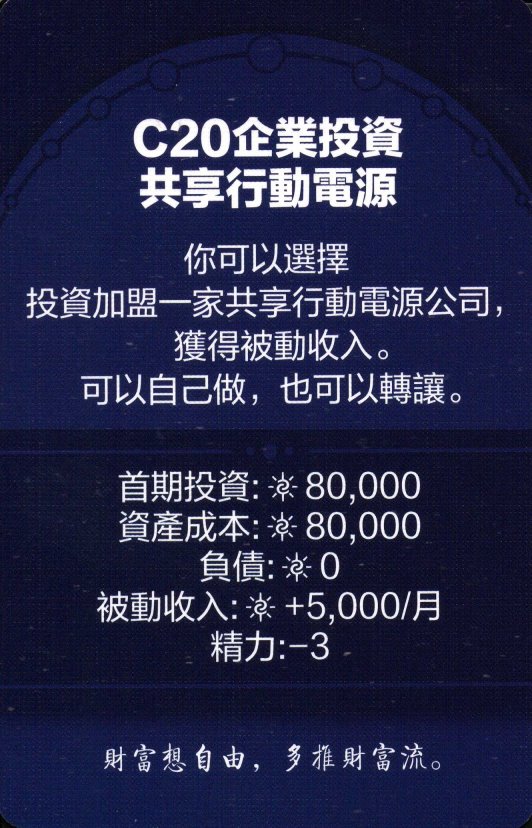 C20企業投資
共享行動電源
你可以選擇
投資加盟一家共享行動電源公司，
獲得被動收入。
可以自己做，也可以轉讓。
首期投資: 80,000
資產成本: 80,000
負債: 0
被動收入: +5,000/月
精力:−3
財富想自由，多推財富流。